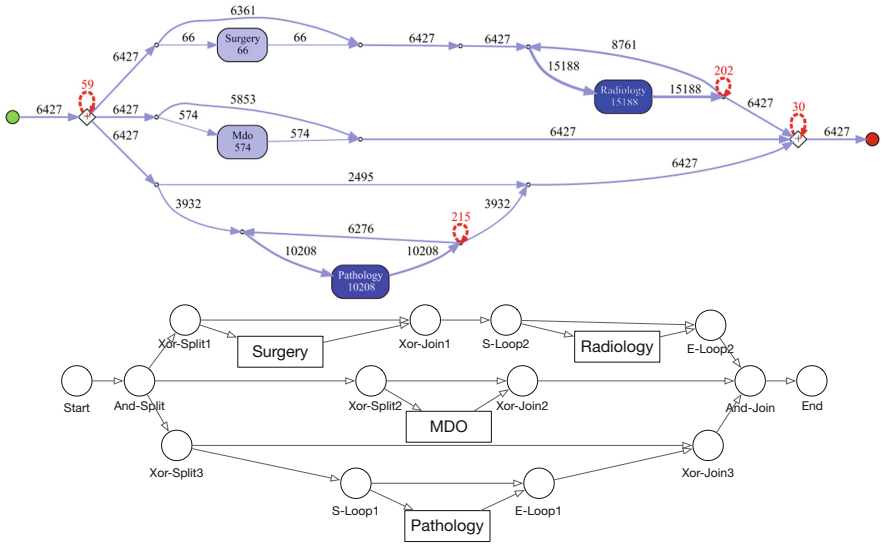 6361
66
Surgery
66
66
6427
6427
8761
6427
15188
Radiology
15188
15188
202
59
6427
6427
5853
574
Mdo
574
574
6427
6427
30
6427
6427
2495
6427
3932
6276
215
3932
10208
Pathology
10208
10208
Xor-Split1
Surgery
Xor-Join1
S-Loop2
Radiology
E-Loop2
Start
And-Split
Xor-Split2
MDO
Xor-Join2
And-Join
End
Xor-Split3
Xor-Join3
S-Loop1
Pathology
E-Loop1